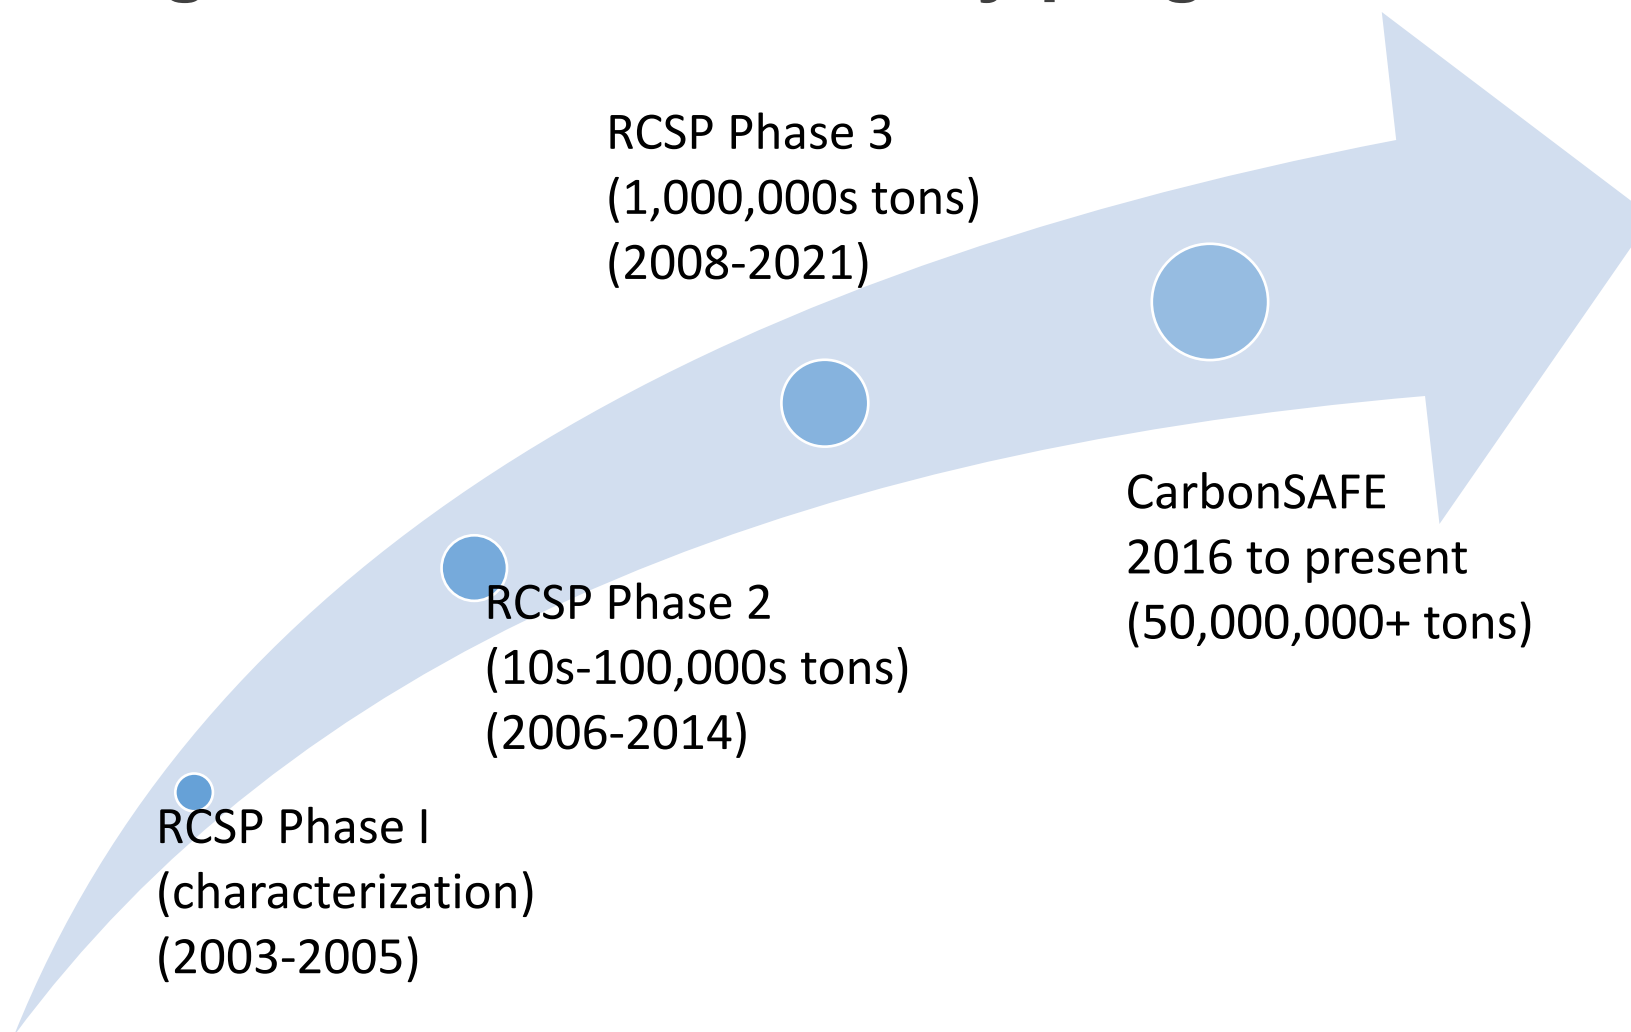 RCSP Phase 3
(1,000,000s tons)
(2008-2021)
CarbonSAFE
2016 to present
(50,000,000+ tons)
RCSP Phase 2
(10s-100,000s tons)
(2006-2014)
RCSP Phase I
(characterization)
(2003-2005)